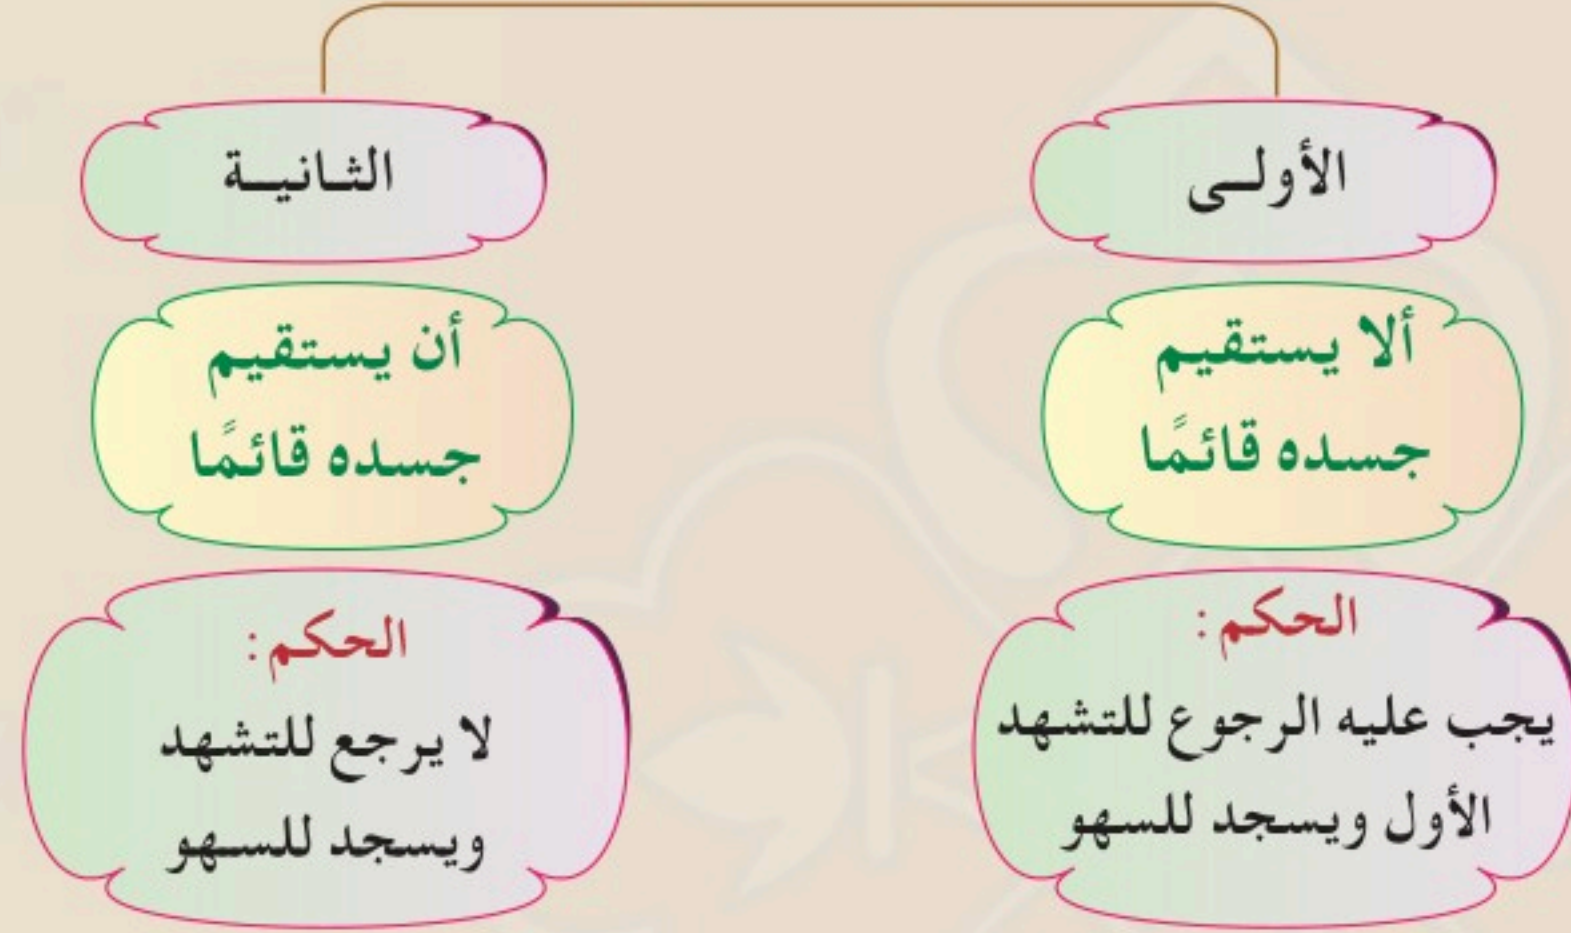 الأولى
ألا يستقيم
جسده قائمًا
الحكم:
يجب عليه الرجوع للتشهد
الأول ويسجد للسهو
الثانية
أن يستقيم
جسده قائمًا
الحكم:
لا يرجع للتشهد
ويسجد للسهو